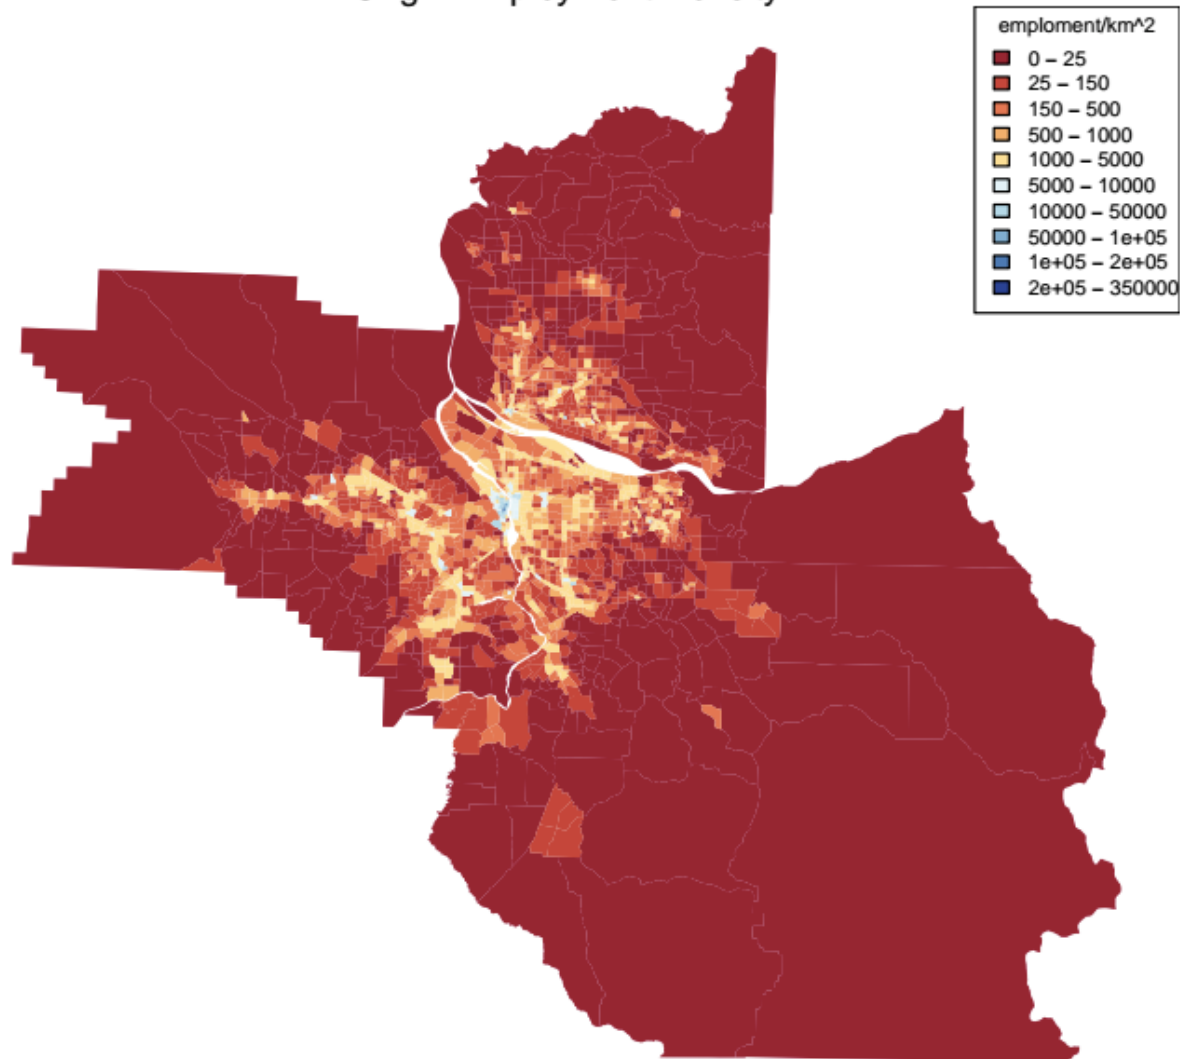 emploment/km^2
0 – 25
25 – 150
150 – 500
500 – 1000
1000 – 5000
5000 – 10000
10000 – 50000
50000 – 1e+05
1e+05 – 2e+05
2e+05 – 350000